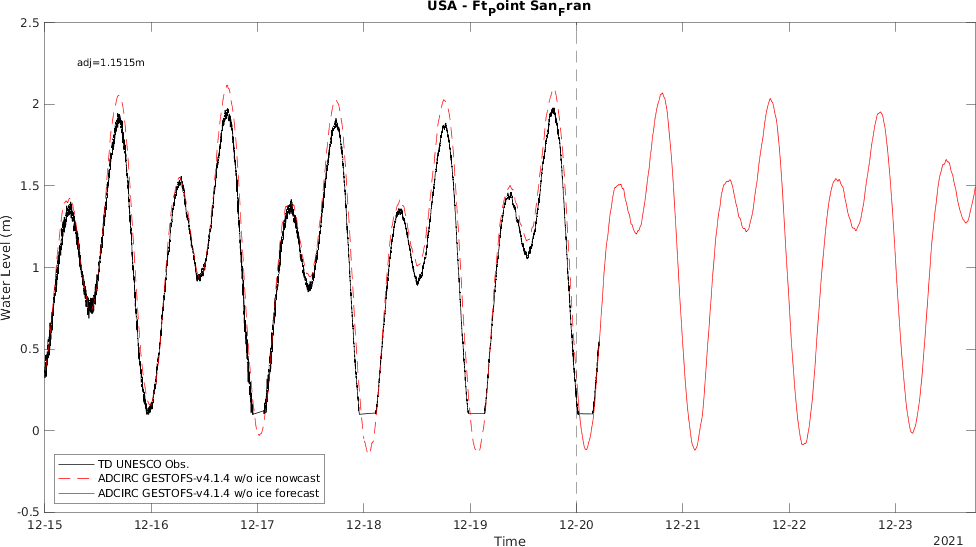 USA - FtPoint SanFran
adj=1.1515m
2.5
2
1.5
1
0.5
0
-0.5
Water Level (m)
TD UNESCO Obs.
ADCIRC GESTOFS-v4.1.4 w/o ice nowcast
ADCIRC GESTOFS-v4.1.4 w/o ice forecast
12-15 12-16 12-17 12-18 12-19 12-20 12-21 12-22 12-23
Time
2021